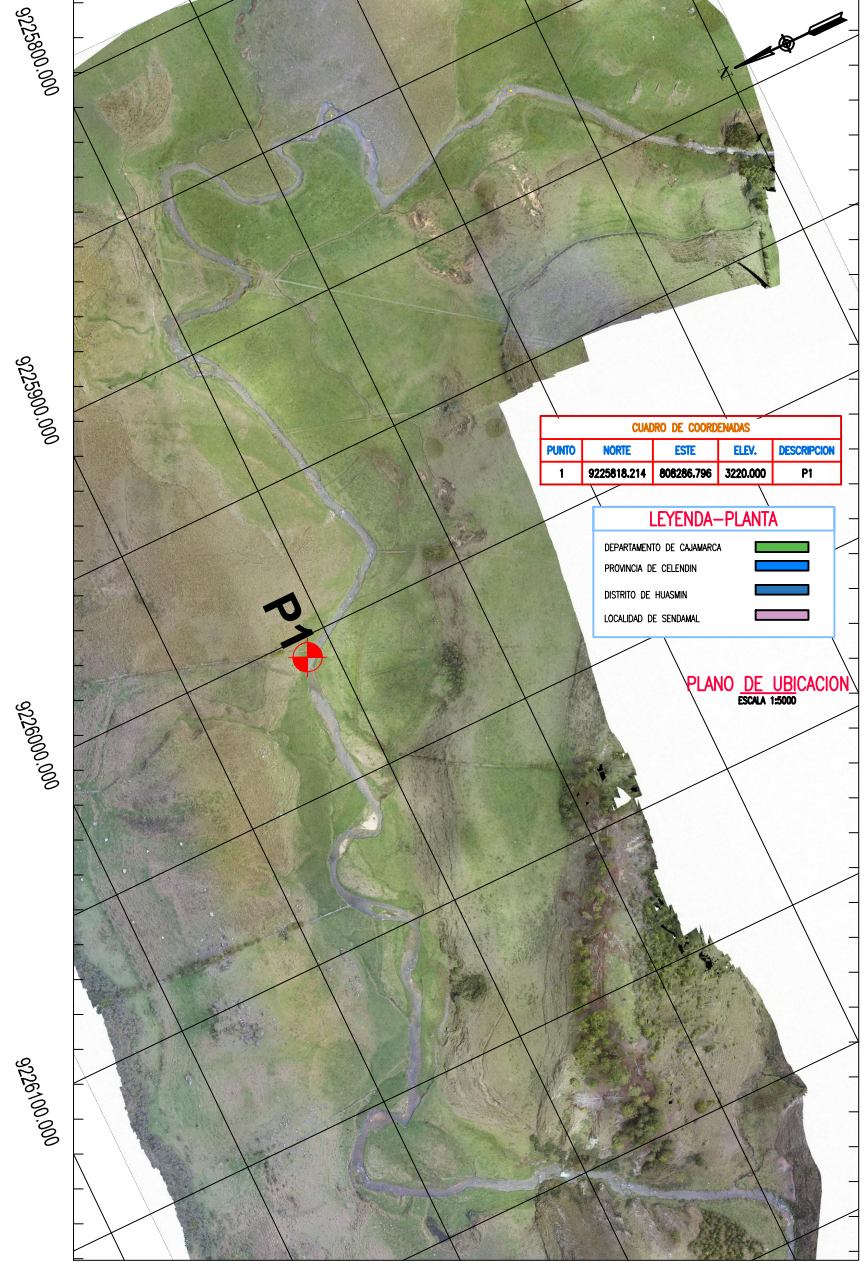 9225800.000
9225900.000
CUADRO DE COORDENADAS
PUNTO NORTE ESTE ELEV. DESCRIPCION
1 9225818.214 808286.796 3220.000 P1
LEYENDA-PLANTA
DEPARTAMENTO DE CAJAMARCA
PROVINCIA DE CELENDIN
DISTRITO DE HUASMIN
LOCALIDAD DE SENDAMAL
P1
PLANO DE UBICACION
ESCALA 1:5000
9226000.000
9226100.000